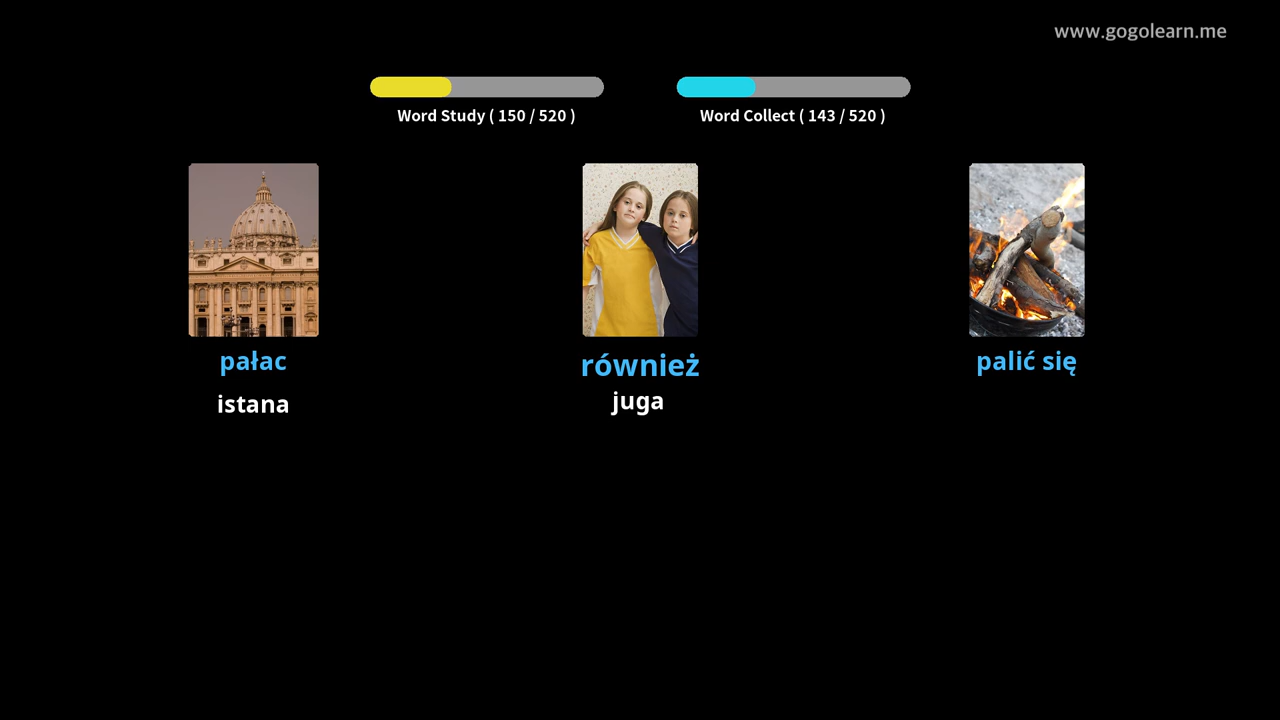 www.gogolearn.me
Word Study ( 150 / 520 )
Word Collect ( 143 / 520 )
pałac
również
palić się
istana
juga